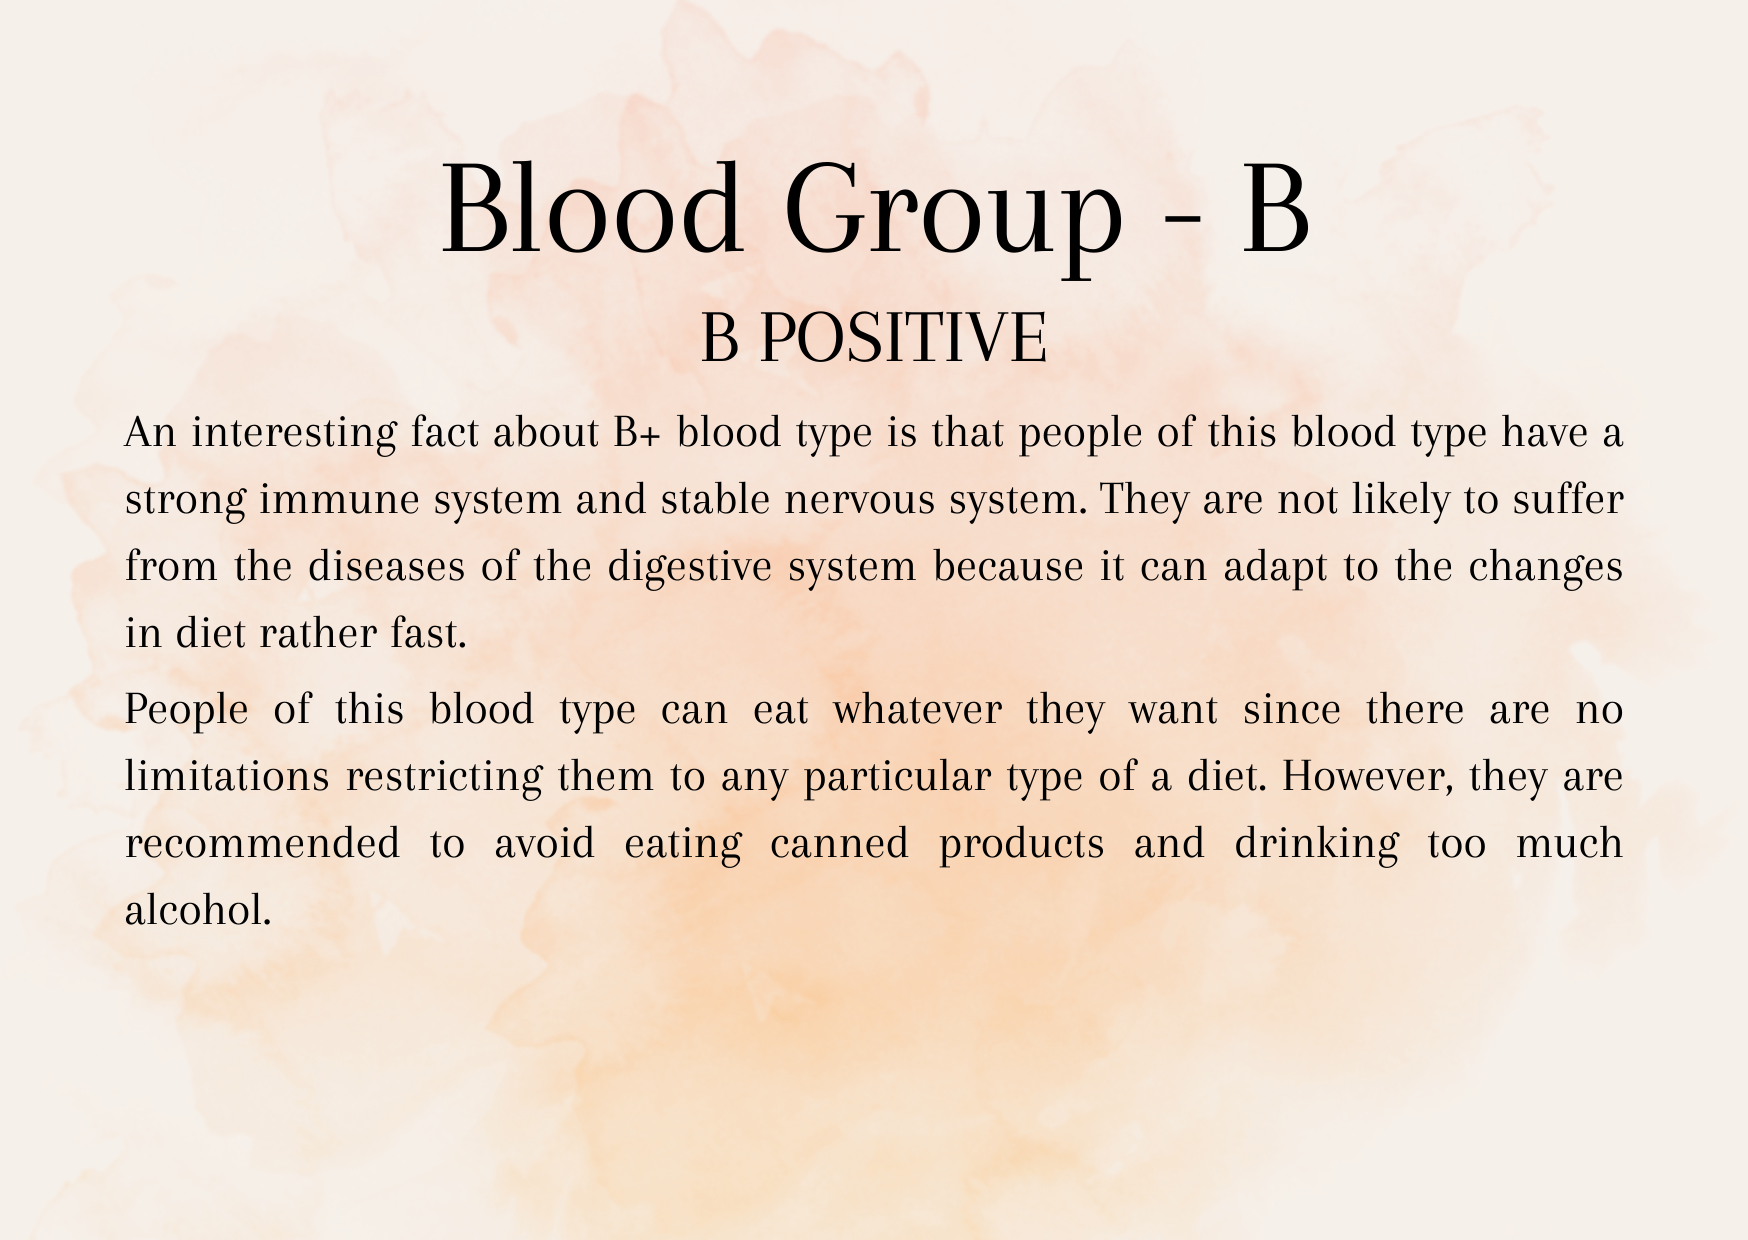 Blood Group - B
B POSITIVE
An interesting fact about B+ blood type is that people of this blood type have a
strong immune system and stable nervous system. They are not likely to suffer
from the diseases of the digestive system because it can adapt to the changes
in diet rather fast.
People of this blood type can eat whatever they want since there are no
limitations restricting them to any particular type of a diet. However, they are
recommended to avoid eating canned products and drinking too much
alcohol.